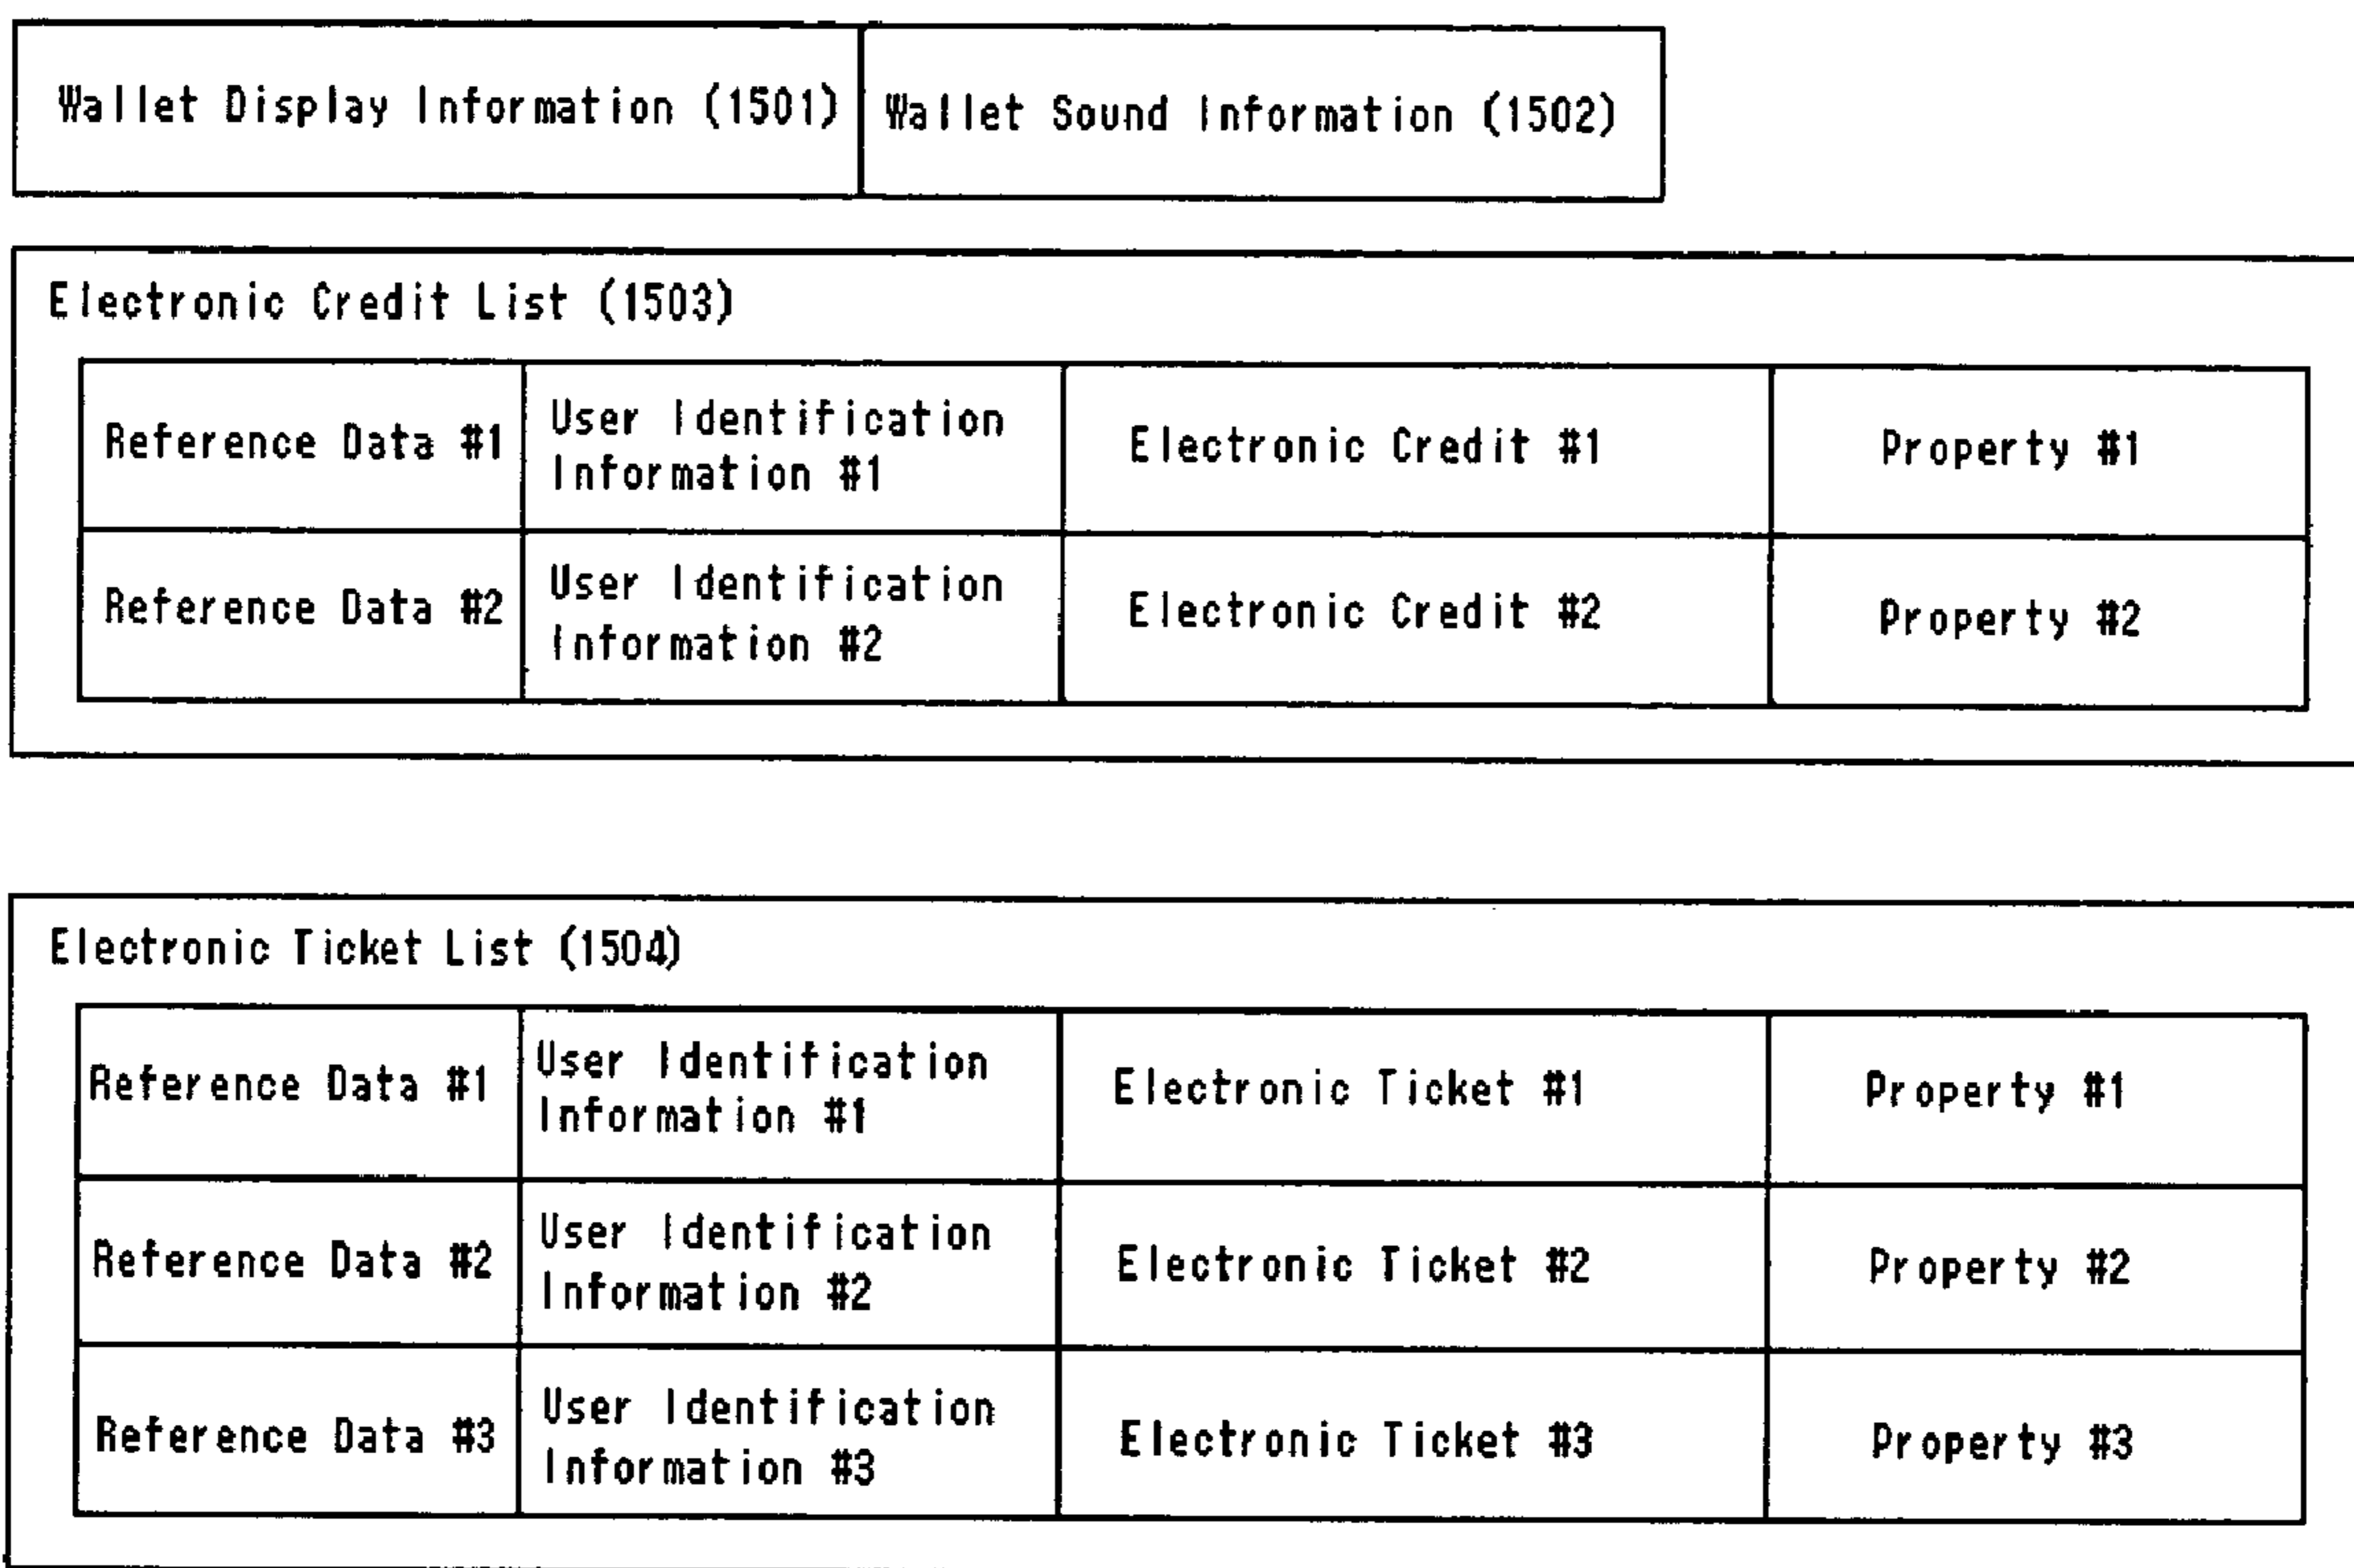 Wallet Display Information (1501)
Wallet Sound Information (1502)
Electronic Credit List (1503)
Reference Data #1
User Identification
Information #1
Electronic Credit #1
Property #1
Reference Data #2
User Identification
Information #2
Electronic Credit #2
Property #2
Electronic Ticket List (1504)
Reference Data #1
User Identification
Information #1
Electronic Ticket #1
Property #1
Reference Data #2
User Identification
Information #2
Electronic Ticket #2
Property #2
Reference Data #3
User Identification
Information #3
Electronic Ticket #3
Property #3